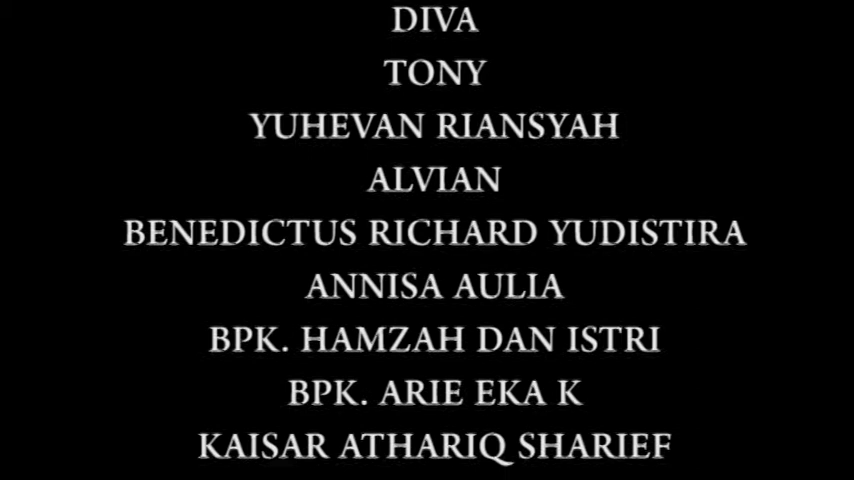 DIVA
TONY
YUHEVAN RIANSYAH
ALVIAN
BENEDICTUS RICHARD YUDISTIRA
ANNISA AULIA
BPK. HAMZAH DAN ISTRI
BPK. ARIE EKA K
KAISAR ATHARIQ SHARIEF